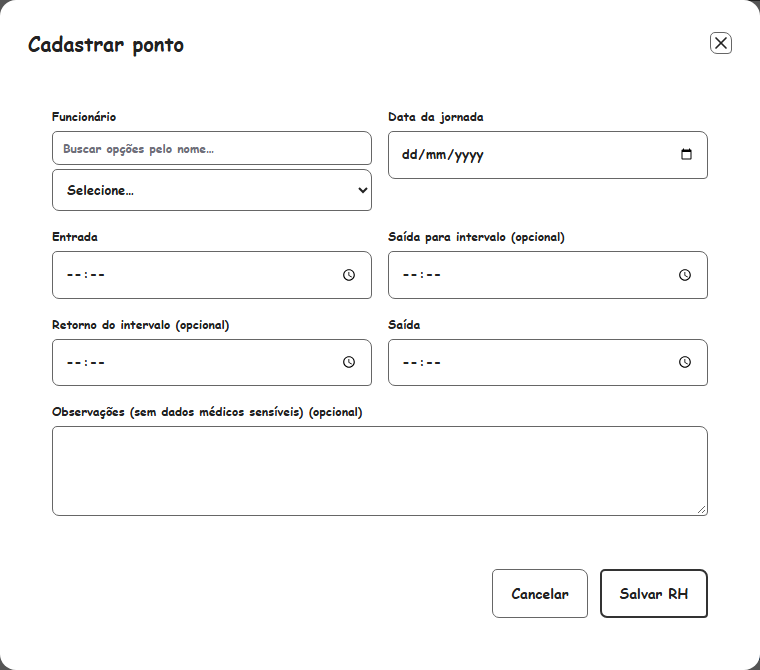 Cadastrar ponto
Funcionário
Data da jornada
Buscar opções pelo nome...
dd/mm/yyyy
Selecione...
Entrada
Saída para intervalo (opcional)
--:--
--:--
Retorno do intervalo (opcional)
Saída
--:--
--:--
Observações (sem dados médicos sensíveis) (opcional)
Cancelar
Salvar RH